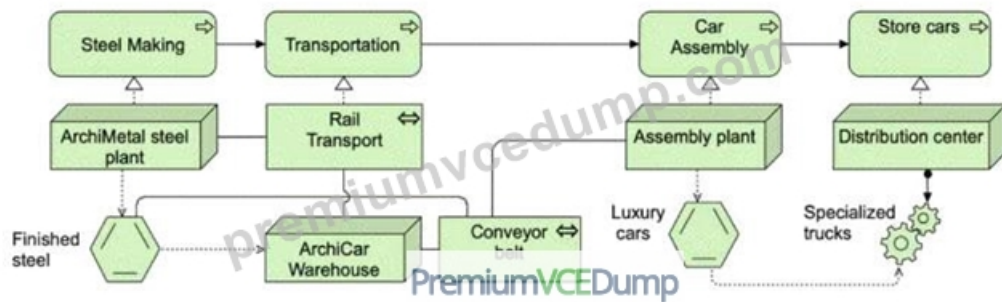 Steel Making
Transportation
Car
Assembly
Store cars
ArchiMetal steel
plant
Rail
Transport
Assembly plant
Distribution center
Finished
steel
ArchiCar
Warehouse
Conveyor
belt
Luxury
cars
Specialized
trucks
premiumvcedump.com
PremiumVCEDump